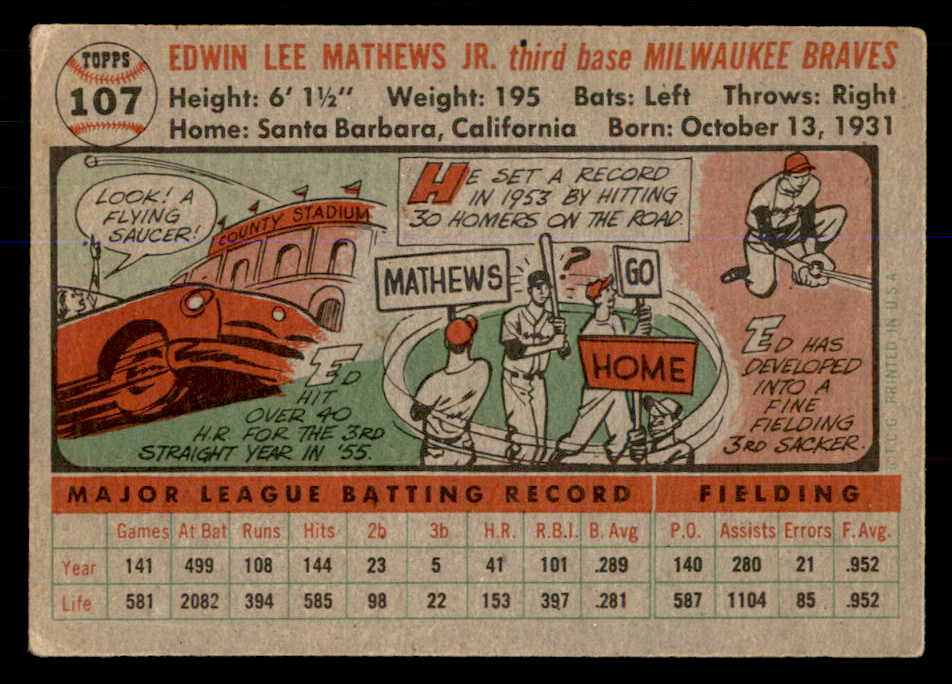 TOPPS
107
EDWIN LEE MATHEWS JR. third base MILWAUKEE BRAVES
Height: 6' 1½" Weight: 195 Bats: Left Throws: Right
Home: Santa Barbara, California Born: October 13, 1931
LOOK! A
FLYING
SAUCER!
COUNTY STADIUM
ED
HIT
OVER 40
H.R. FOR THE 3RD
STRAIGHT YEAR IN '55.
HE SET A RECORD
IN 1953 BY HITTING
30 HOMERS ON THE ROAD.
MATHEWS
?
GO
HOME
ED HAS
DEVELOPED
INTO A
FINE
FIELDING
3RD SACKER.
© T.C.G. PRINTED IN U.S.A.
MAJOR LEAGUE BATTING RECORD FIELDING
Games At Bat Runs Hits 2b 3b H.R. R.B.I. B. Avg P.O. Assists Errors F. Avg.
Year 141 499 108 144 23 5 41 101 .289 140 280 21 .952
Life 581 2082 394 585 98 22 153 397 .281 587 1104 85 .952